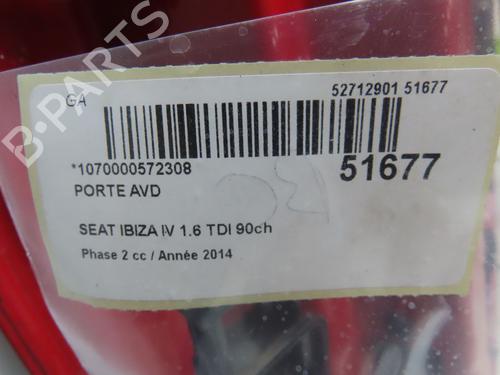 GA
52712901 51677
*1070000572308
51677
PORTE AVD
SEAT IBIZA IV 1.6 TDI 90ch
Phase 2 cc / Année 2014
B-PARTS